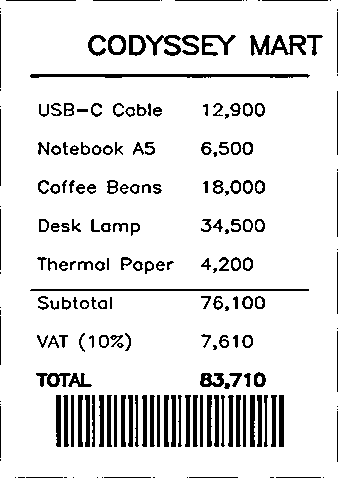 CODYSSEY MART
USB-C Cable 12,900
Notebook A5 6,500
Coffee Beans 18,000
Desk Lamp 34,500
Thermal Paper 4,200
Subtotal 76,100
VAT (10%) 7,610
TOTAL 83,710